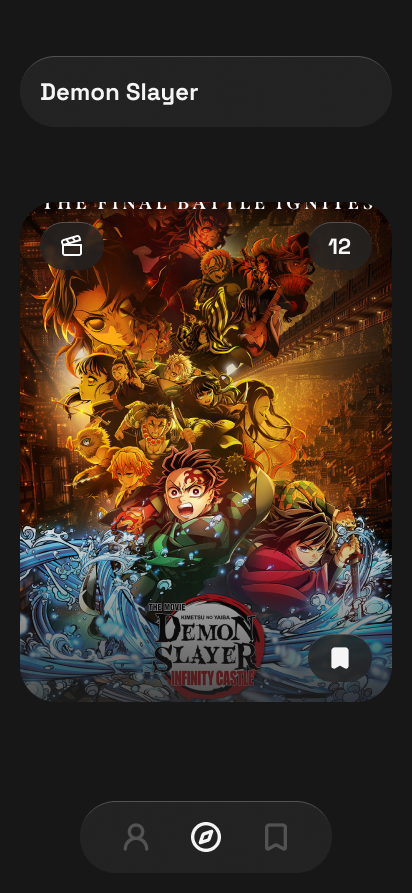 Demon Slayer
THE FINAL BATTLE IGNITES
12
THE MOVIE
KIMETSU NO YAIBA
DEMON
SLAYER
INFINITY CASTLE